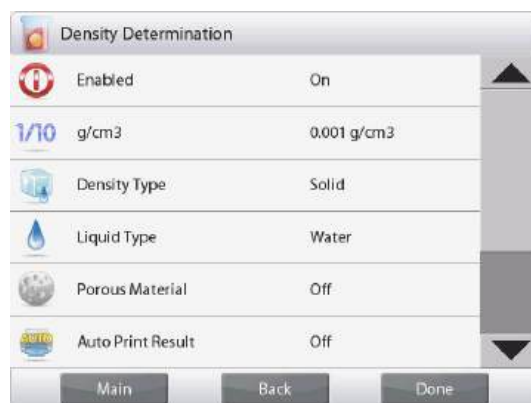 Density Determination
Enabled On
1/10 g/cm3 0.001 g/cm3
Density Type Solid
Liquid Type Water
Porous Material Off
AUTO Auto Print Result Off
Main Back Done